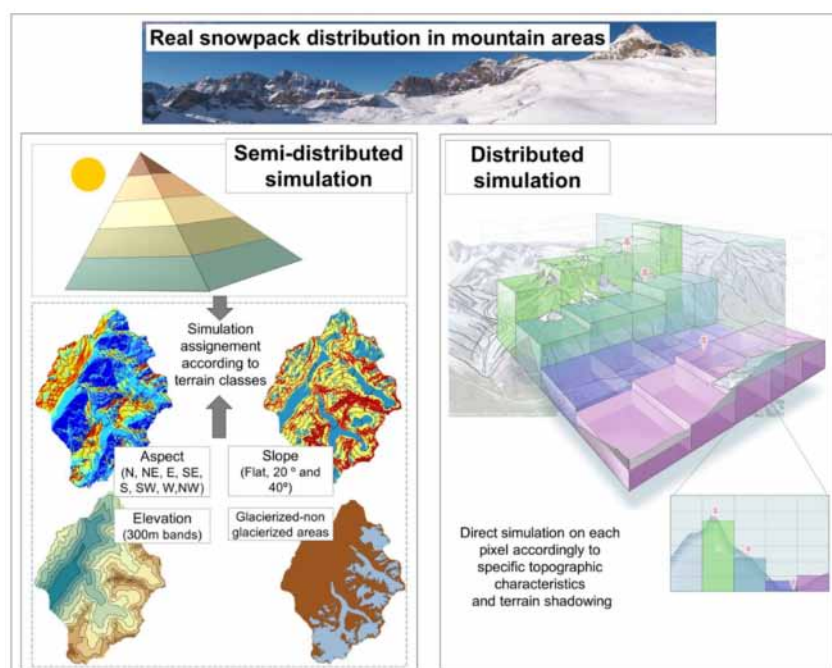 Real snowpack distribution in mountain areas
Semi-distributed
simulation
Simulation
assignement
according to
terrain classes
Aspect
(N, NE, E, SE,
S, SW, W,NW)
Slope
(Flat, 20 º and
40º)
Elevation
(300m bands)
Glacierized-non
glacierized areas
Distributed
simulation
Direct simulation on each
pixel accordingly to
specific topographic
characteristics
and terrain shadowing